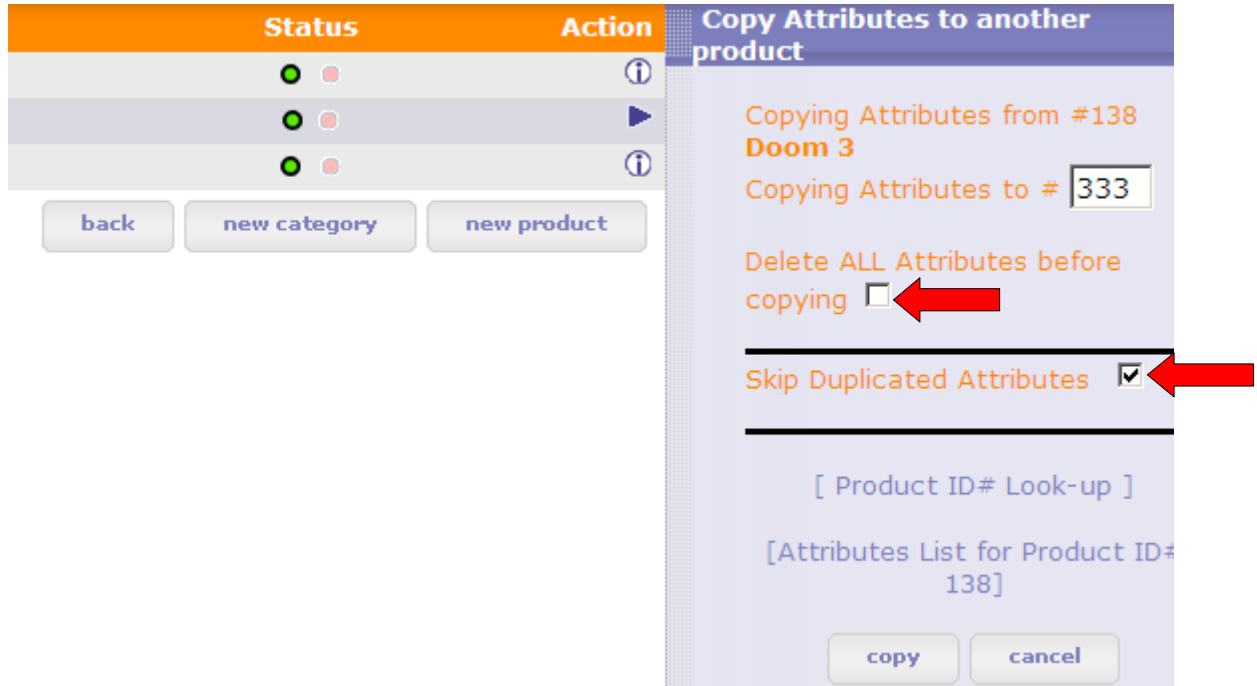 Status Action
back new category new product
Copy Attributes to another
product
Copying Attributes from #138
Doom 3
Copying Attributes to # 333
Delete ALL Attributes before
copying
Skip Duplicated Attributes
[ Product ID# Look-up ]
[Attributes List for Product ID#
138]
copy cancel